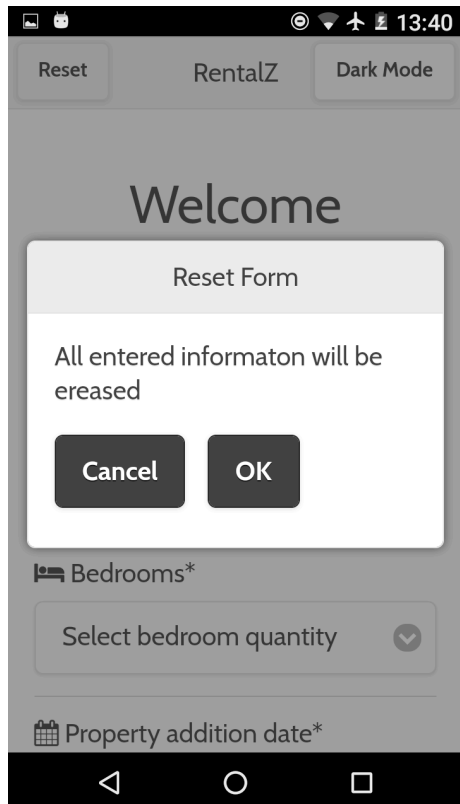 13:40
Reset
RentalZ
Dark Mode
Welcome
Reset Form
All entered informaton will be
ereased
Cancel
OK
Bedrooms*
Select bedroom quantity
Property addition date*